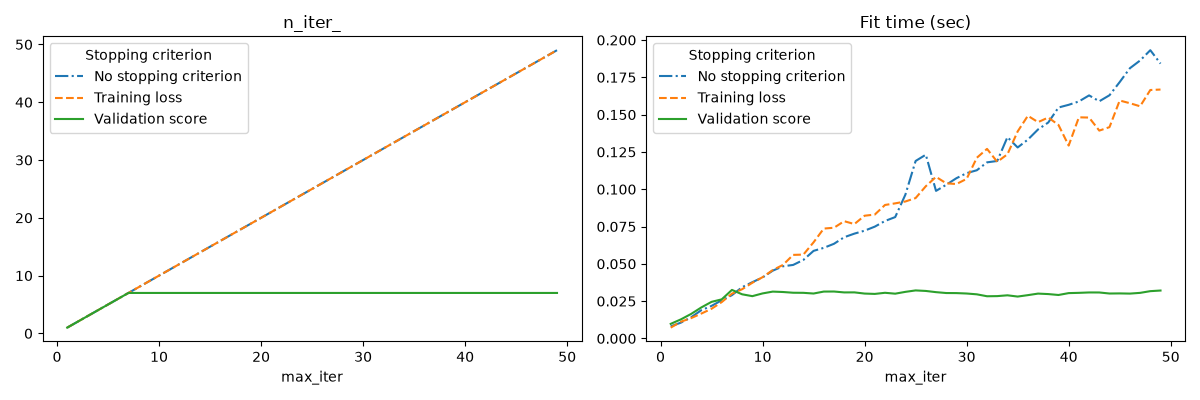 n_iter_
50
40
30
20
10
0
Stopping criterion
No stopping criterion
Training loss
Validation score
0 10 20 30 40 50
max_iter
Fit time (sec)
0.200
0.175
0.150
0.125
0.100
0.075
0.050
0.025
0.000
Stopping criterion
No stopping criterion
Training loss
Validation score
0 10 20 30 40 50
max_iter